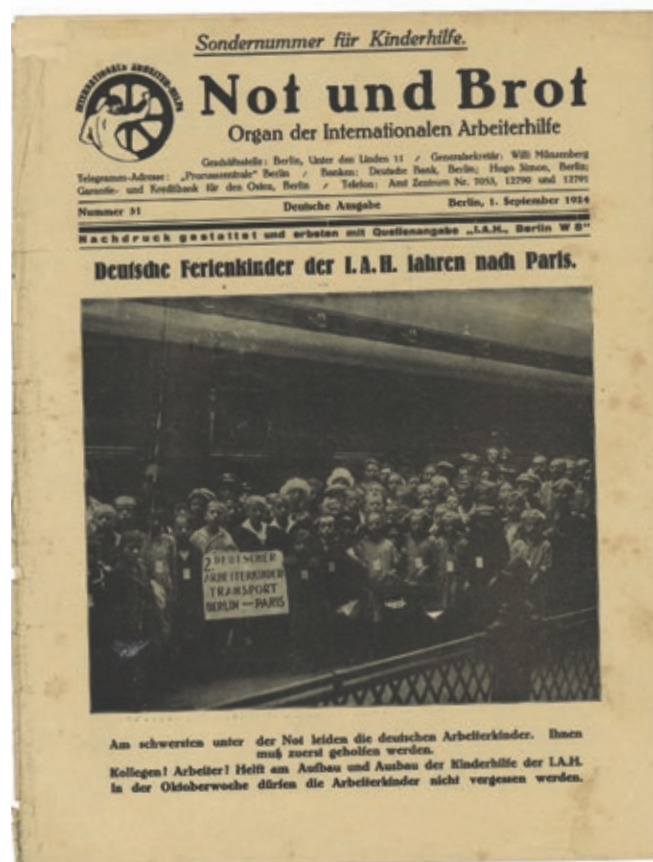 Sondernummer für Kinderhilfe.
INTERNATIONALE ARBEITER-HILFE
Not und Brot
Organ der Internationalen Arbeiterhilfe
Geschäftsstelle: Berlin, Unter den Linden 11 / Generalsekretär: Willi Münzenberg
Telegramm-Adresse: „Prorusszentrale" Berlin / Banken: Deutsche Bank, Berlin; Hugo Simon, Berlin;
Garantie- und Kreditbank für den Osten, Berlin / Telefon: Amt Zentrum Nr. 7053, 12790 und 12791
Nummer 31 Deutsche Ausgabe Berlin, 1. September 1924
Nachdruck gestattet und erbeten mit Quellenangabe „I.A.H., Berlin W 8"
Deutsche Ferienkinder der I.A.H. fahren nach Paris.
2. DEUTSCHER
ARBEITERKINDER
TRANSPORT
BERLIN — PARIS
Am schwersten unter der Not leiden die deutschen Arbeiterkinder. Ihnen
muß zuerst geholfen werden.
Kollegen! Arbeiter! Helft am Aufbau und Ausbau der Kinderhilfe der I.A.H.
In der Oktoberwoche dürfen die Arbeiterkinder nicht vergessen werden.